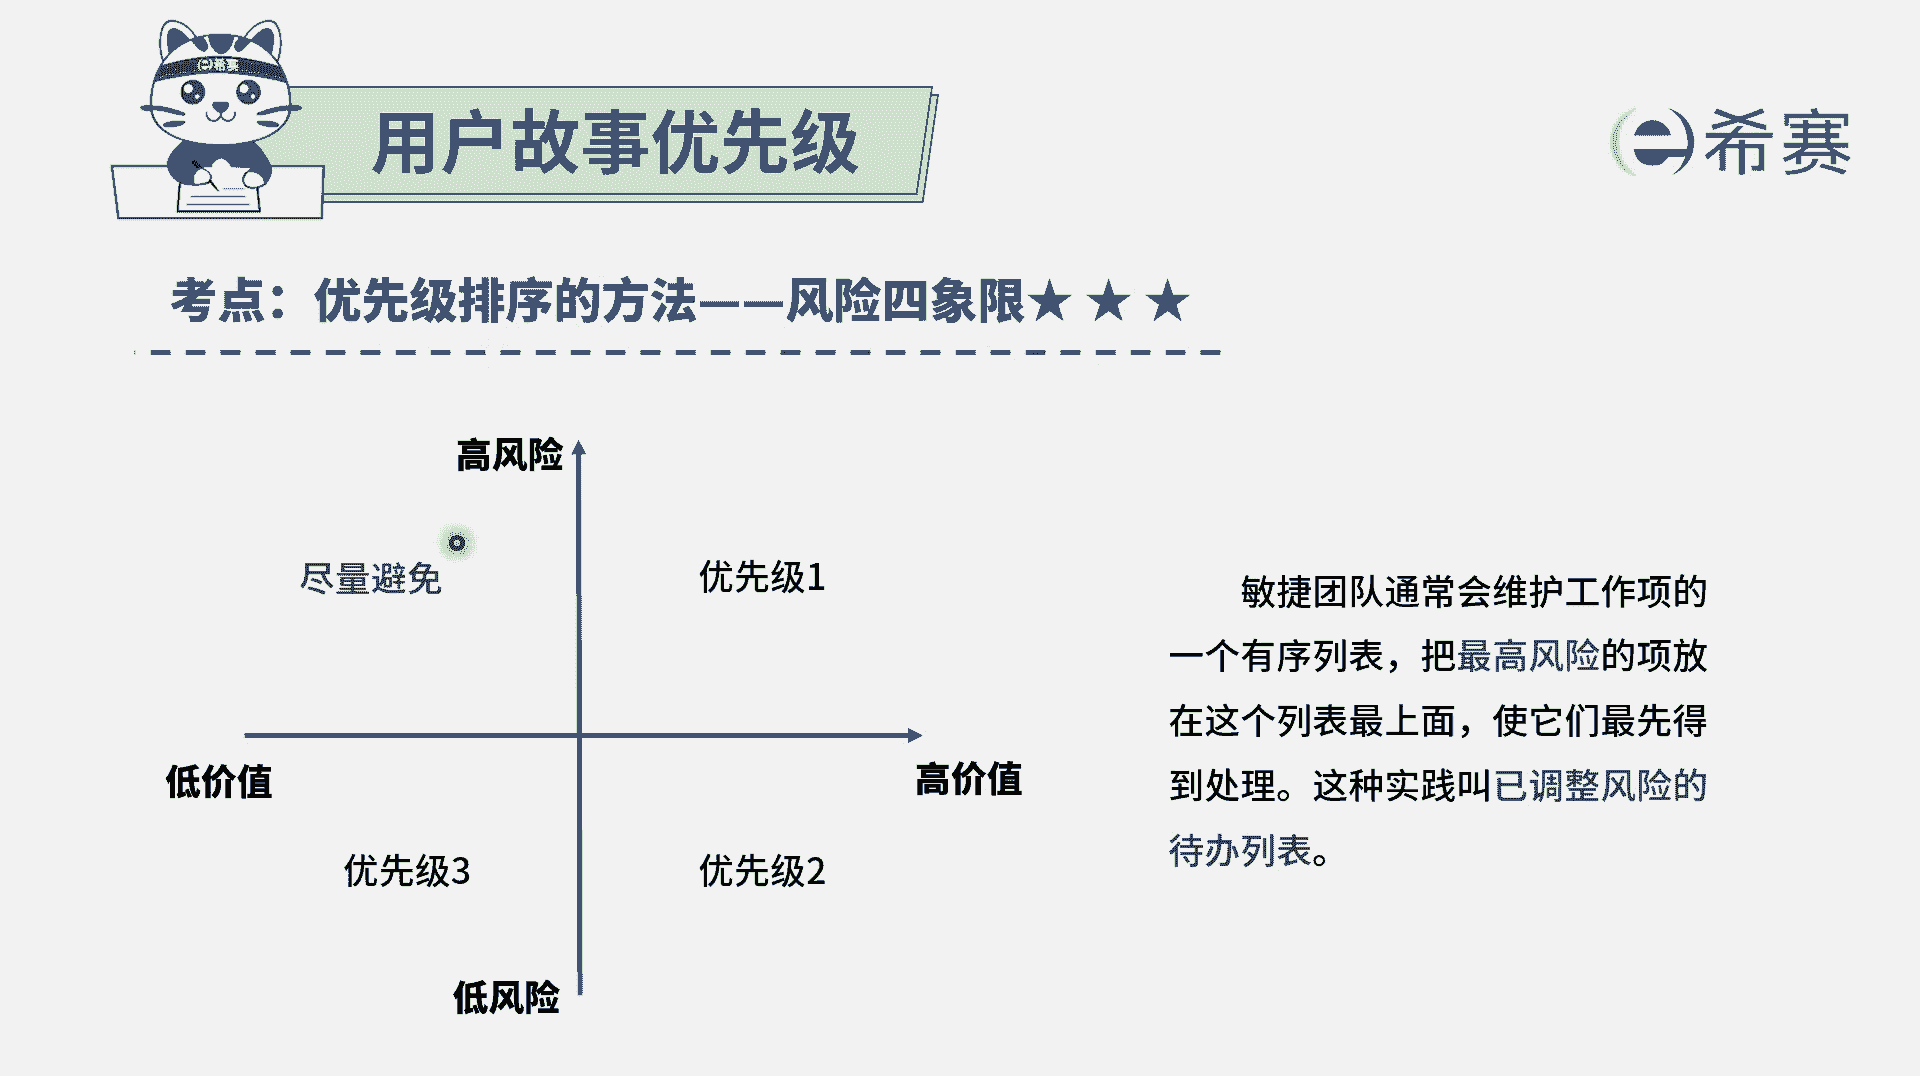 希赛
用户故事优先级
希赛
考点：优先级排序的方法——风险四象限★ ★ ★
高风险
尽量避免
优先级1
低价值
高价值
优先级3
优先级2
低风险
敏捷团队通常会维护工作项的
一个有序列表，把最高风险的项放
在这个列表最上面，使它们最先得
到处理。这种实践叫已调整风险的
待办列表。